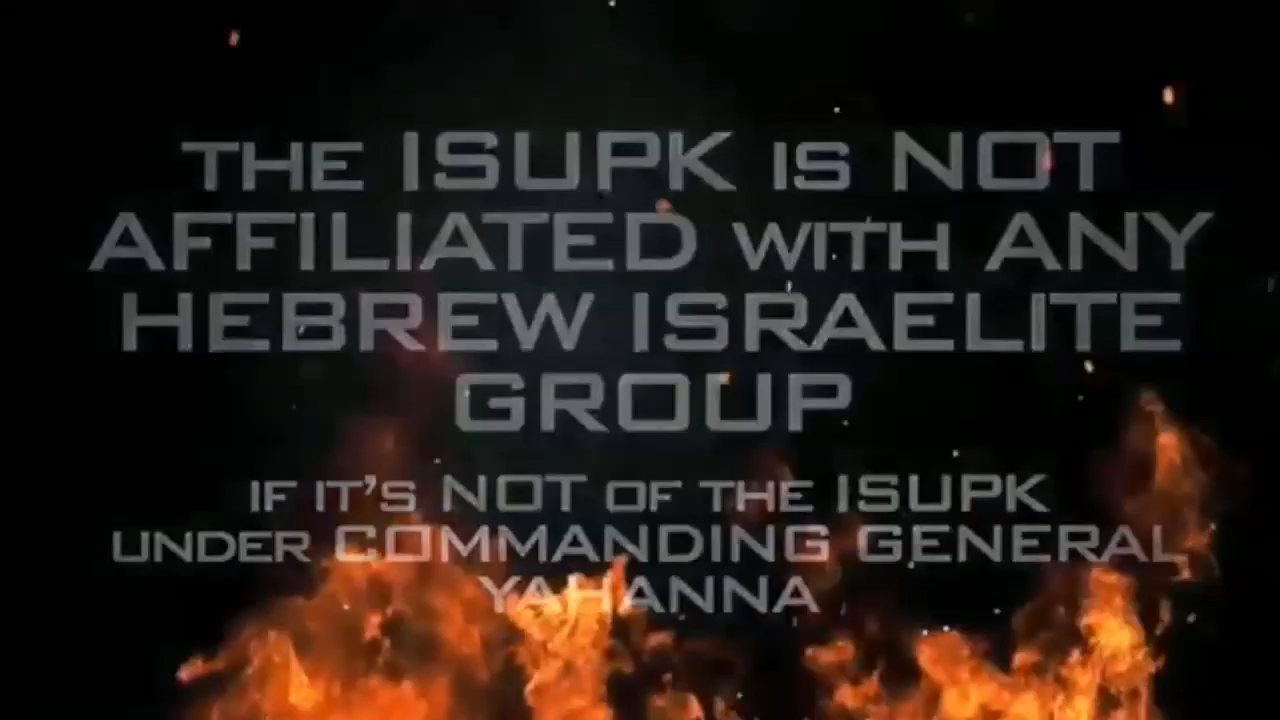 THE ISUPK IS NOT
AFFILIATED WITH ANY
HEBREW ISRAELITE
GROUP
IF IT'S NOT OF THE ISUPK
UNDER COMMANDING GENERAL
YAHANNA